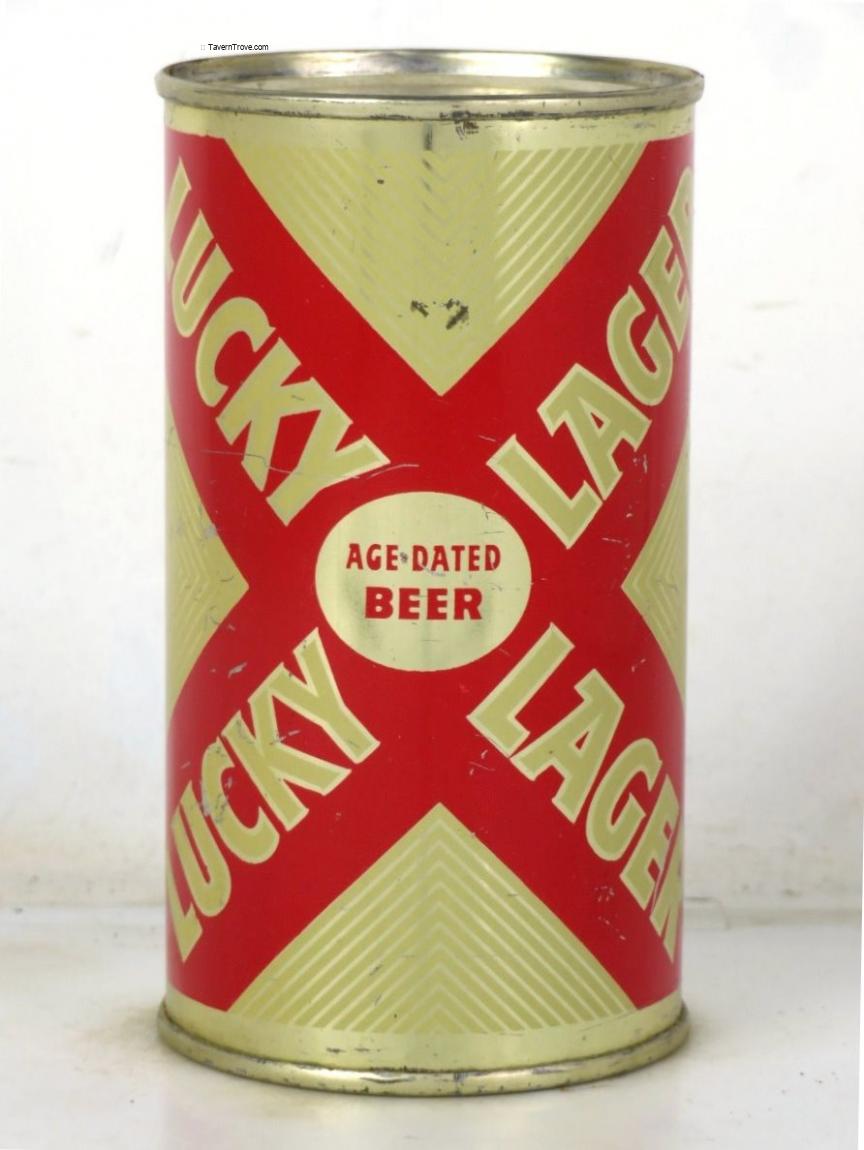 :: TavernTrove.com
LUCKY LAGER
AGE-DATED
BEER
LUCKY LAGER